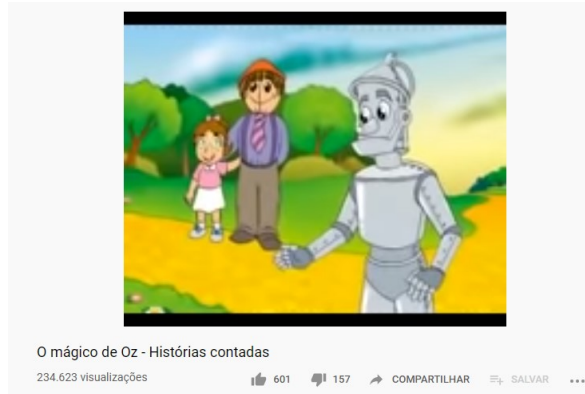 O mágico de Oz - Histórias contadas
234.623 visualizações 601 157 COMPARTILHAR SALVAR